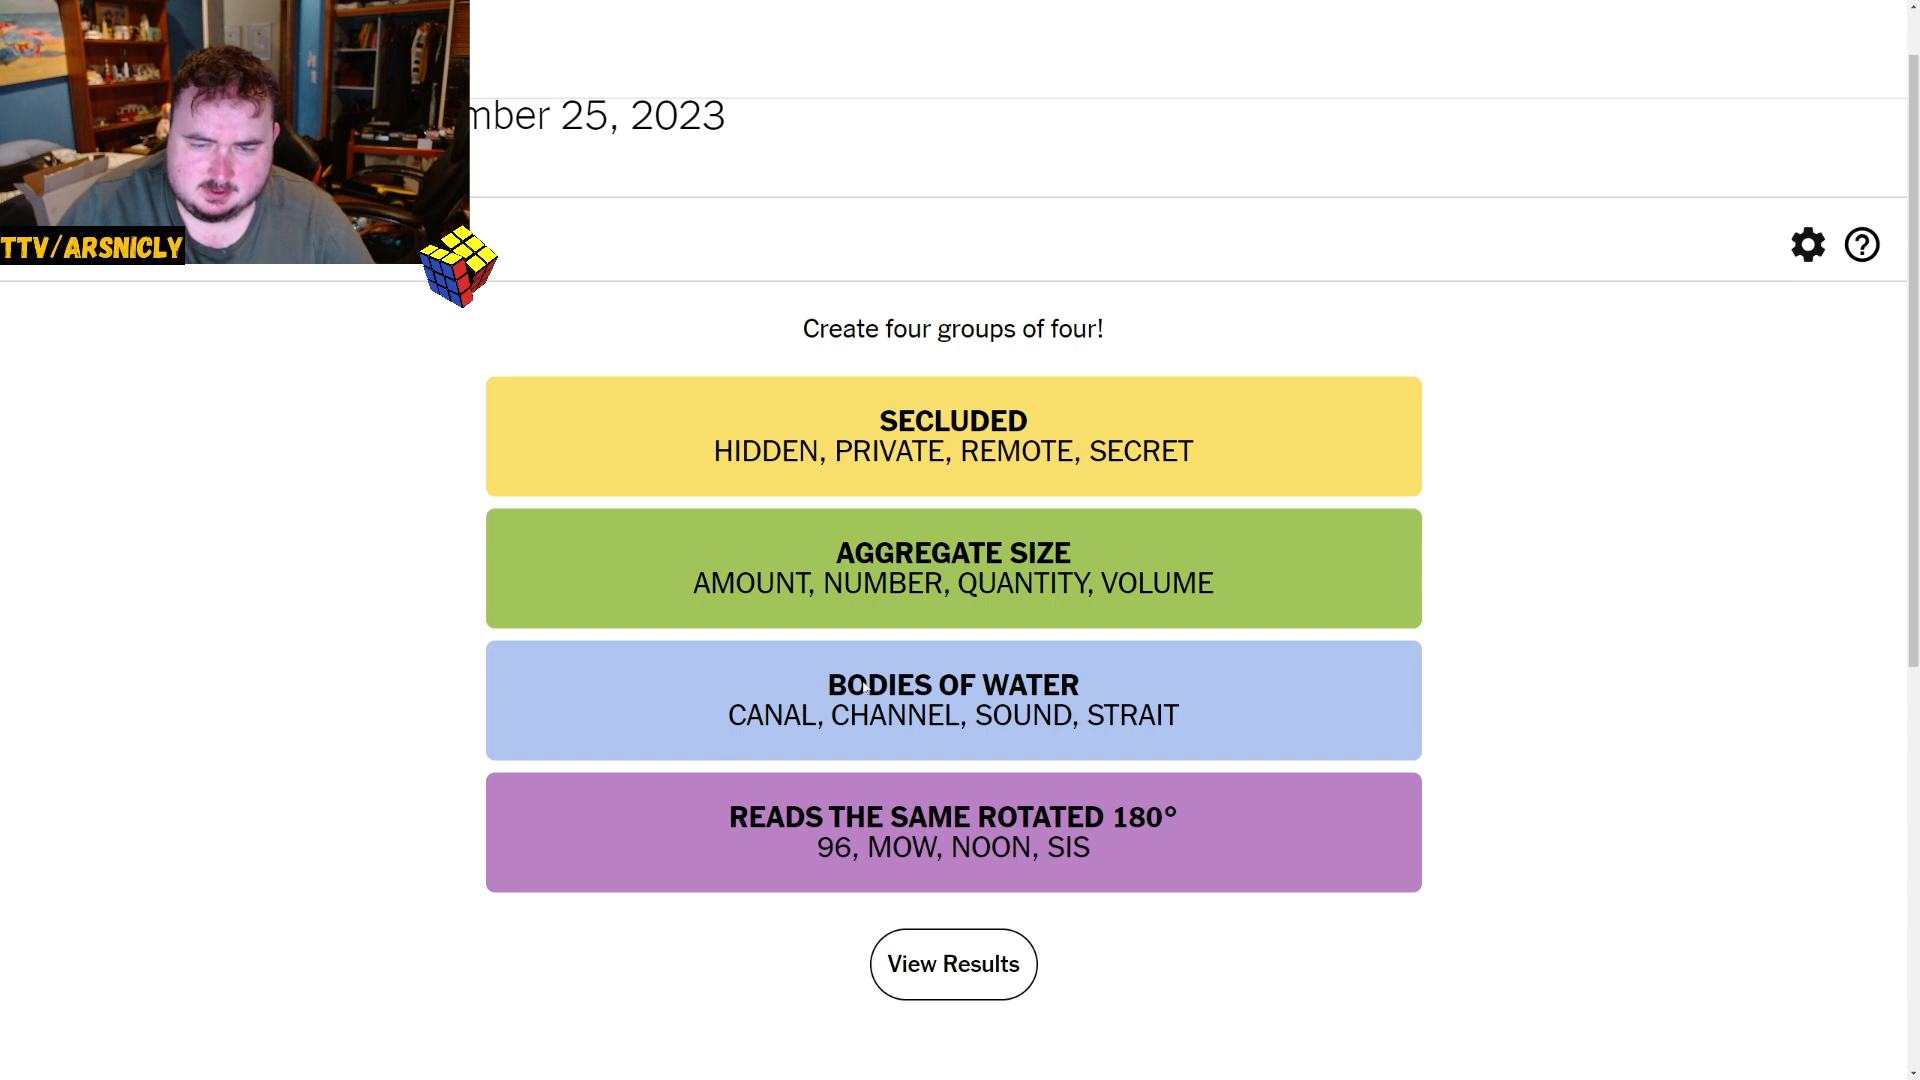 mber 25, 2023
TTV/ARSNICLY
Create four groups of four!
SECLUDED
HIDDEN, PRIVATE, REMOTE, SECRET
AGGREGATE SIZE
AMOUNT, NUMBER, QUANTITY, VOLUME
BODIES OF WATER
CANAL, CHANNEL, SOUND, STRAIT
READS THE SAME ROTATED 180°
96, MOW, NOON, SIS
View Results